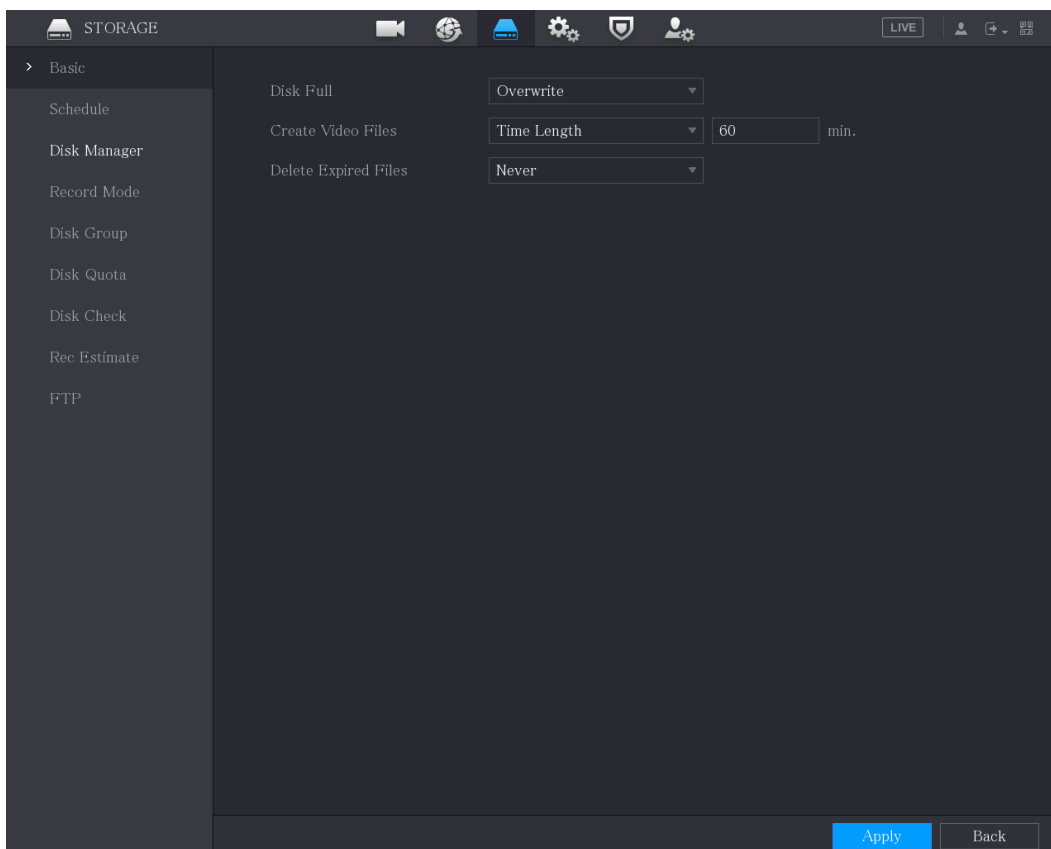 STORAGE
LIVE
Basic
Schedule
Disk Manager
Record Mode
Disk Group
Disk Quota
Disk Check
Rec Estimate
FTP
Disk Full Overwrite
Create Video Files Time Length 60 min.
Delete Expired Files Never
Apply Back